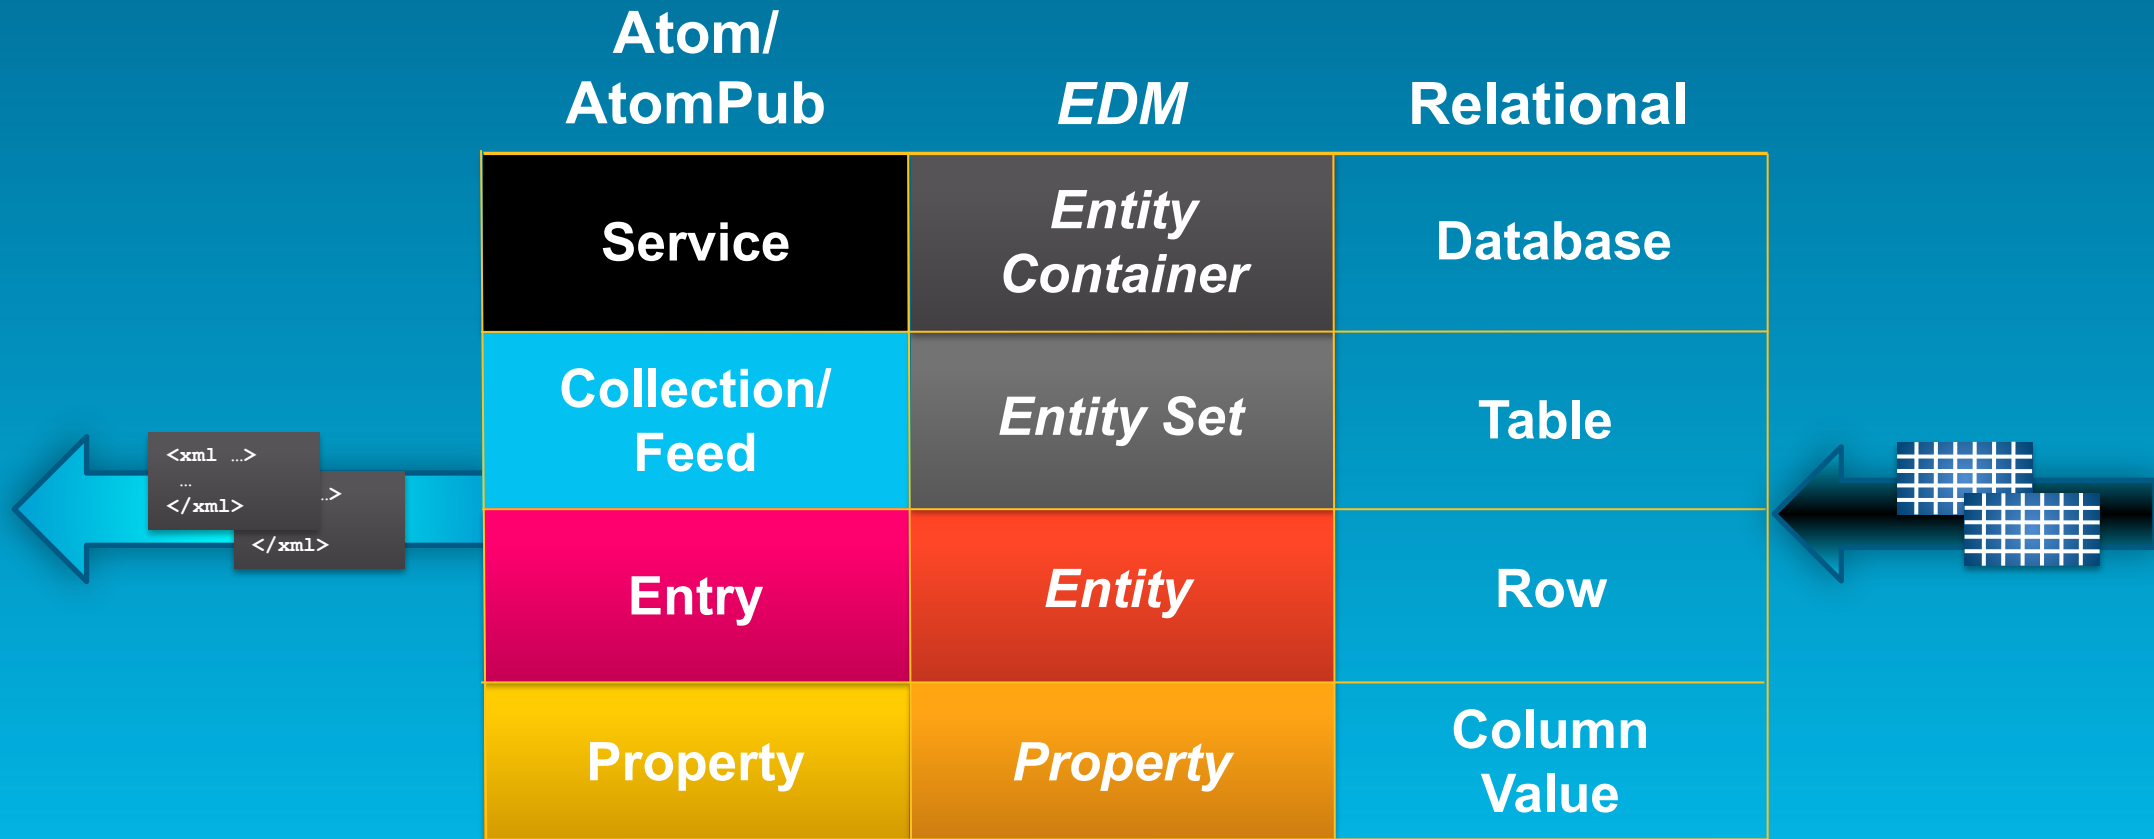 Atom/
AtomPub
EDM
Relational
Service
Entity
Container
Database
Collection/
Feed
Entity Set
Table
<xml …>
…
</xml>
…>
</xml>
Entry
Entity
Row
Property
Property
Column
Value